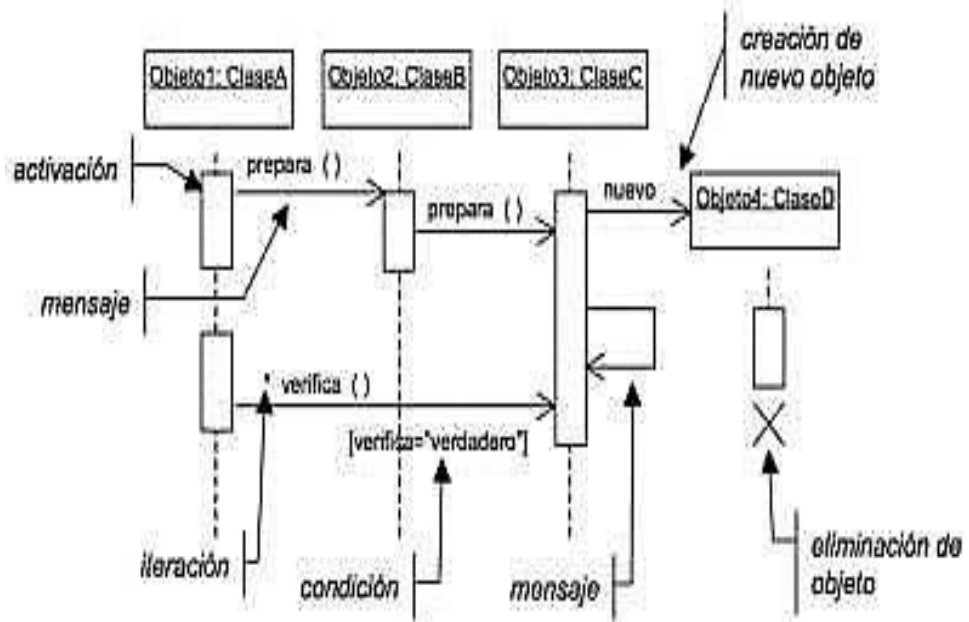 creación de
nuevo objeto
Objeto1: ClaseA
Objeto2: ClaseB
Objeto3: ClaseC
activación
prepara ( )
nuevo
Objeto4: ClaseD
prepara ( )
mensaje
* verifica ( )
[verifica="verdadero"]
iteración
condición
mensaje
eliminación de
objeto